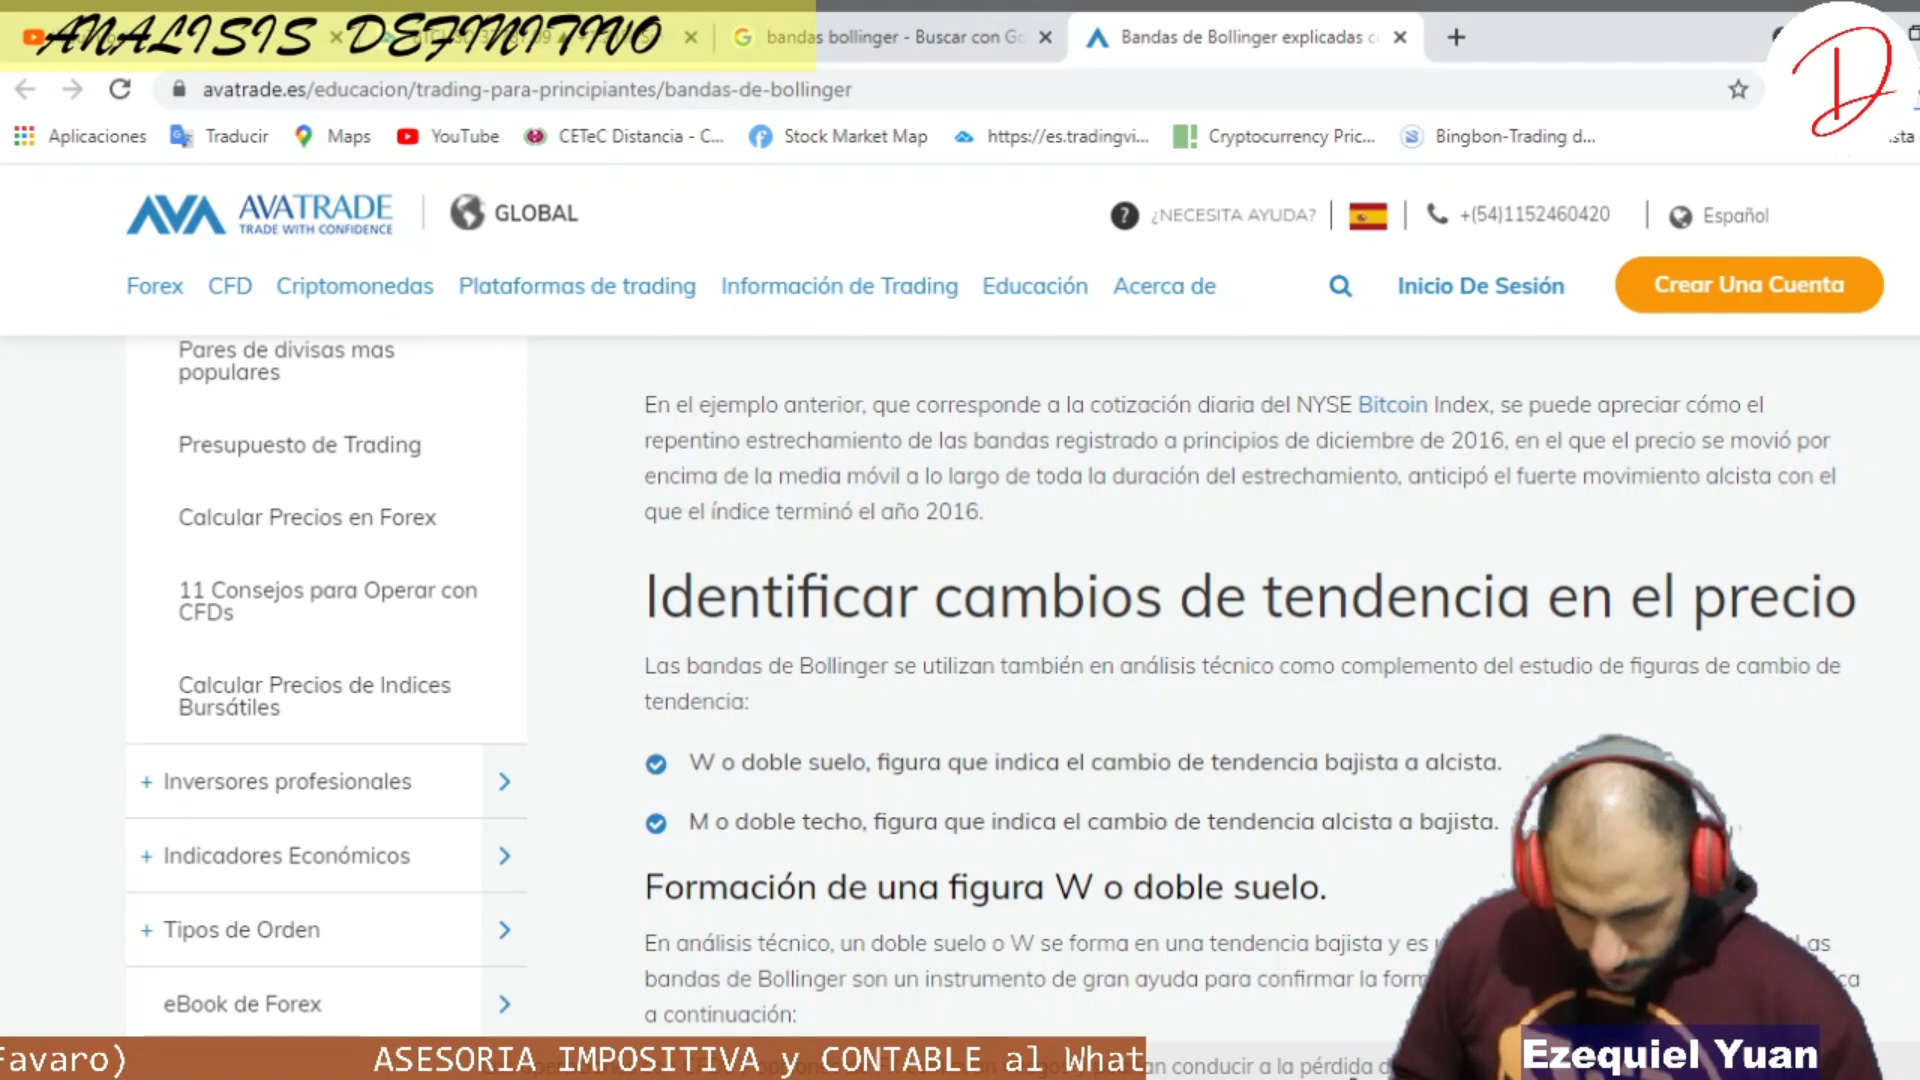 ANALISIS DEFINITIVO
bandas bollinger - Buscar con Go
Bandas de Bollinger explicadas c
avatrade.es/educacion/trading-para-principiantes/bandas-de-bollinger
Aplicaciones
Traducir
Maps
YouTube
CETeC Distancia - C...
Stock Market Map
https://es.tradingvi...
Cryptocurrency Pric...
Bingbon-Trading d...
AVA AVATRADE
TRADE WITH CONFIDENCE
GLOBAL
¿NECESITA AYUDA?
+(54)1152460420
Español
Forex CFD Criptomonedas Plataformas de trading Información de Trading Educación Acerca de
Inicio De Sesión
Crear Una Cuenta
Pares de divisas mas
populares
Presupuesto de Trading
Calcular Precios en Forex
11 Consejos para Operar con
CFDs
Calcular Precios de Indices
Bursátiles
+ Inversores profesionales
+ Indicadores Económicos
+ Tipos de Orden
eBook de Forex
En el ejemplo anterior, que corresponde a la cotización diaria del NYSE Bitcoin Index, se puede apreciar cómo el
repentino estrechamiento de las bandas registrado a principios de diciembre de 2016, en el que el precio se movió por
encima de la media móvil a lo largo de toda la duración del estrechamiento, anticipó el fuerte movimiento alcista con el
que el índice terminó el año 2016.
Identificar cambios de tendencia en el precio
Las bandas de Bollinger se utilizan también en análisis técnico como complemento del estudio de figuras de cambio de
tendencia:
W o doble suelo, figura que indica el cambio de tendencia bajista a alcista.
M o doble techo, figura que indica el cambio de tendencia alcista a bajista.
Formación de una figura W o doble suelo.
En análisis técnico, un doble suelo o W se forma en una tendencia bajista y es
bandas de Bollinger son un instrumento de gran ayuda para confirmar la form
a continuación:
conducir a la pérdida
Favaro) ASESORIA IMPOSITIVA y CONTABLE al What
Ezequiel Yuan